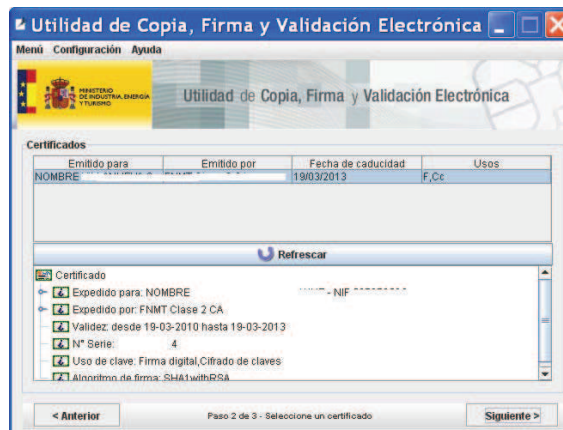 Utilidad de Copia, Firma y Validación Electrónica
Menú Configuración Ayuda
MINISTERIO
DE INDUSTRIA, ENERGÍA
Y TURISMO
Utilidad de Copia, Firma y Validación Electrónica
Certificados
Emitido para Emitido por Fecha de caducidad Usos
NOMBRE 19/03/2013 F,Cc
Refrescar
Certificado
Expedido para: NOMBRE - NIF
Expedido por: FNMT Clase 2 CA
Validez: desde 19-03-2010 hasta 19-03-2013
Nº Serie: 4
Uso de clave: Firma digital,Cifrado de claves
Algoritmo de firma: SHA1withRSA
< Anterior Paso 2 de 3 - Seleccione un certificado Siguiente >